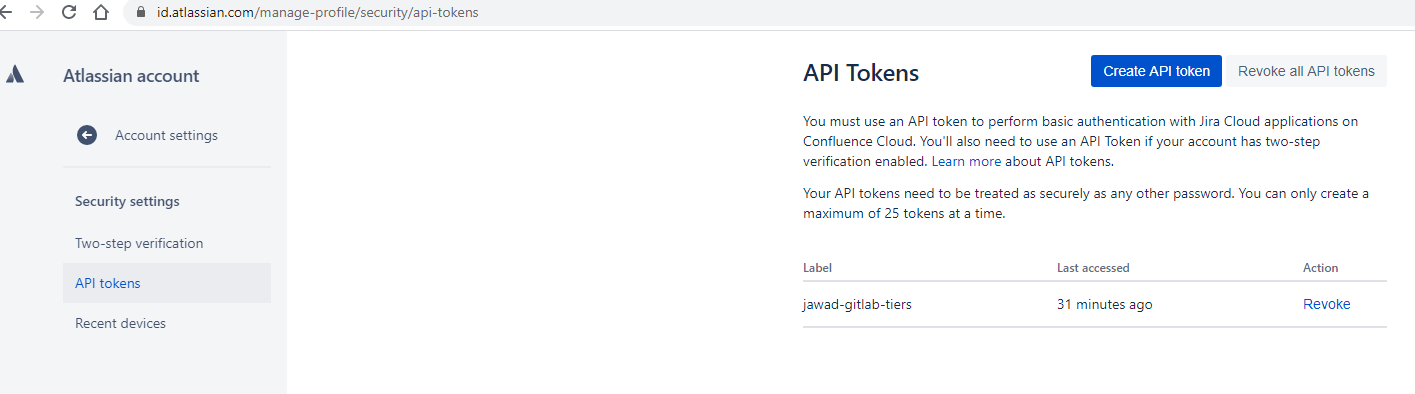 id.atlassian.com/manage-profile/security/api-tokens
Atlassian account
Account settings
Security settings
Two-step verification
API tokens
Recent devices
API Tokens
Create API token
Revoke all API tokens
You must use an API token to perform basic authentication with Jira Cloud applications on
Confluence Cloud. You'll also need to use an API Token if your account has two-step
verification enabled. Learn more about API tokens.
Your API tokens need to be treated as securely as any other password. You can only create a
maximum of 25 tokens at a time.
Label Last accessed Action
jawad-gitlab-tiers 31 minutes ago Revoke